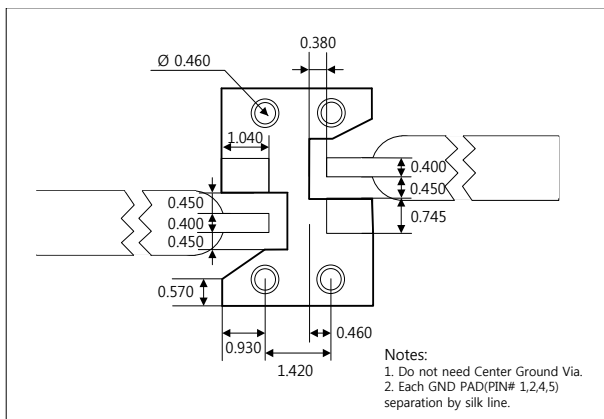 0.380
Ø 0.460
1.040
0.400
0.450
0.450
0.400
0.745
0.450
0.570
0.930
0.460
1.420
Notes:
1. Do not need Center Ground Via.
2. Each GND PAD(PIN# 1,2,4,5)
separation by silk line.